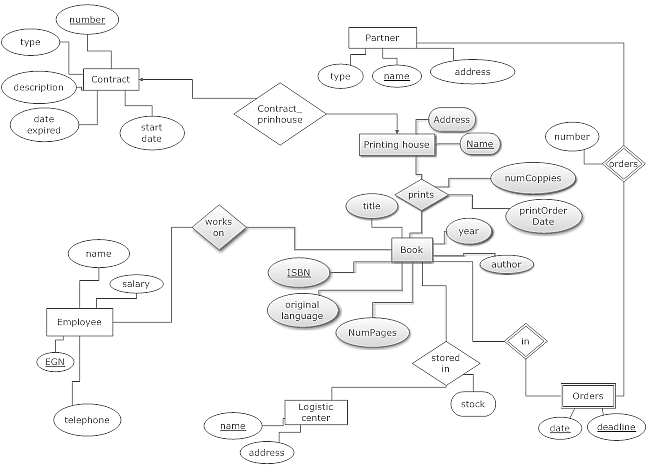 number
Partner
type
Contract
type
name
address
description
date
expired
start
date
Contract_
prinhouse
Address
Printing house
Name
number
orders
numCoppies
prints
title
printOrder
Date
works
on
year
Book
author
name
ISBN
salary
original
language
Employee
NumPages
in
EGN
stored
in
Orders
stock
Logistic
center
telephone
name
date
deadline
address